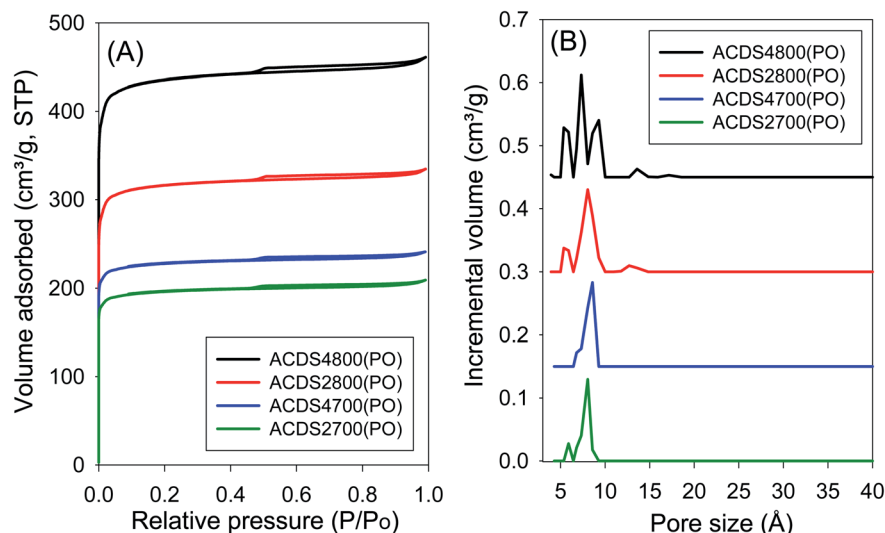 (A)
Volume adsorbed (cm³/g, STP)
500
400
300
200
100
0
ACDS4800(PO)
ACDS2800(PO)
ACDS4700(PO)
ACDS2700(PO)
0.0 0.2 0.4 0.6 0.8 1.0
Relative pressure (P/Po)
(B)
Incremental volume (cm³/g)
0.7
0.6
0.5
0.4
0.3
0.2
0.1
0.0
ACDS4800(PO)
ACDS2800(PO)
ACDS4700(PO)
ACDS2700(PO)
5 10 15 20 25 30 35 40
Pore size (Å)